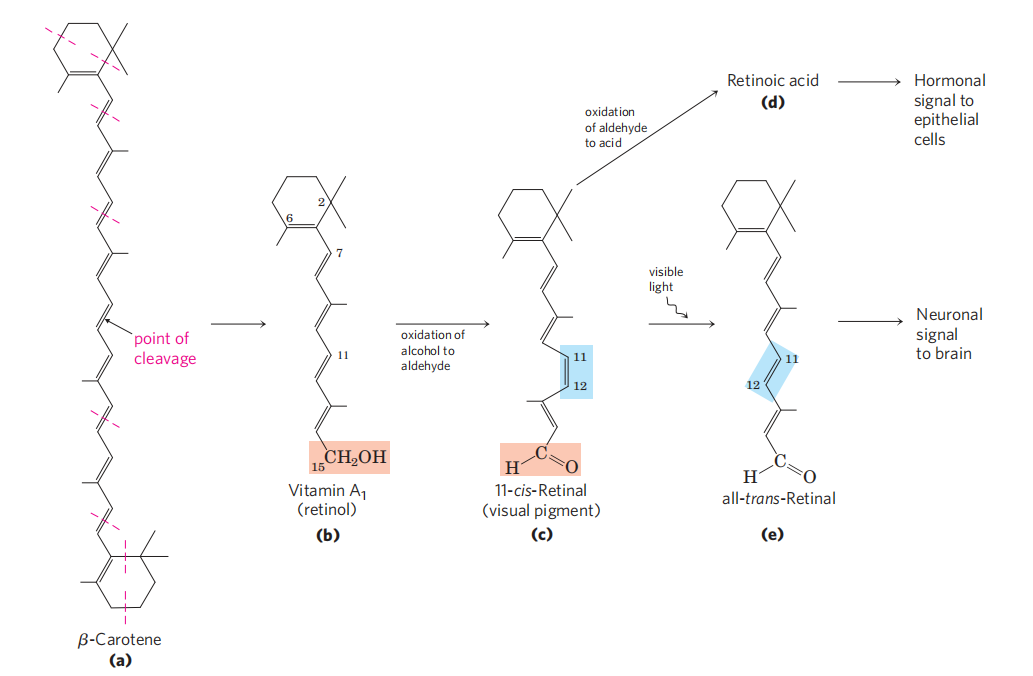 point of
cleavage
β-Carotene
(a)
2
6
7
11
15
CH₂OH
Vitamin A₁
(retinol)
(b)
oxidation of
alcohol to
aldehyde
11
12
C
H
O
11-cis-Retinal
(visual pigment)
(c)
oxidation
of aldehyde
to acid
Retinoic acid
(d)
Hormonal
signal to
epithelial
cells
visible
light
11
12
C
H
O
all-trans-Retinal
(e)
Neuronal
signal
to brain